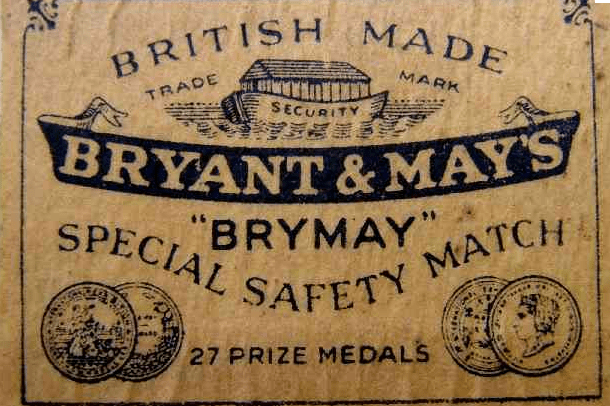 BRITISH MADE
TRADE MARK
SECURITY
BRYANT & MAY'S
"BRYMAY"
SPECIAL SAFETY MATCH
27 PRIZE MEDALS